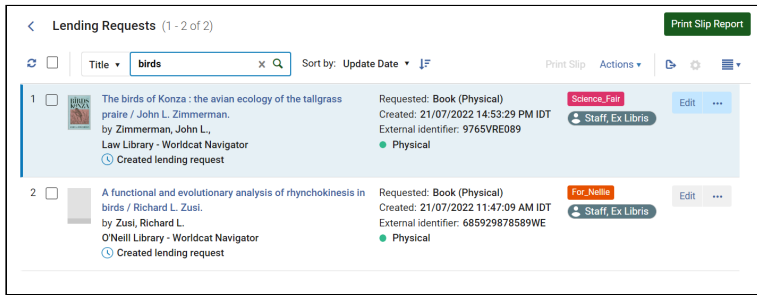 Lending Requests (1 - 2 of 2)
Print Slip Report
Title birds Sort by: Update Date Print Slip Actions
1 The birds of Konza : the avian ecology of the tallgrass
praire / John L. Zimmerman.
by Zimmerman, John L.,
Law Library - Worldcat Navigator
Created lending request
Requested: Book (Physical)
Created: 21/07/2022 14:53:29 PM IDT
External identifier: 9765VRE089
Physical
Science_Fair
Staff, Ex Libris
Edit
BIRDS
KONZA
2 A functional and evolutionary analysis of rhynchokinesis in
birds / Richard L. Zusi.
by Zusi, Richard L.
O'Neill Library - Worldcat Navigator
Created lending request
Requested: Book (Physical)
Created: 21/07/2022 11:47:09 AM IDT
External identifier: 685929878589WE
Physical
For_Nellie
Staff, Ex Libris
Edit